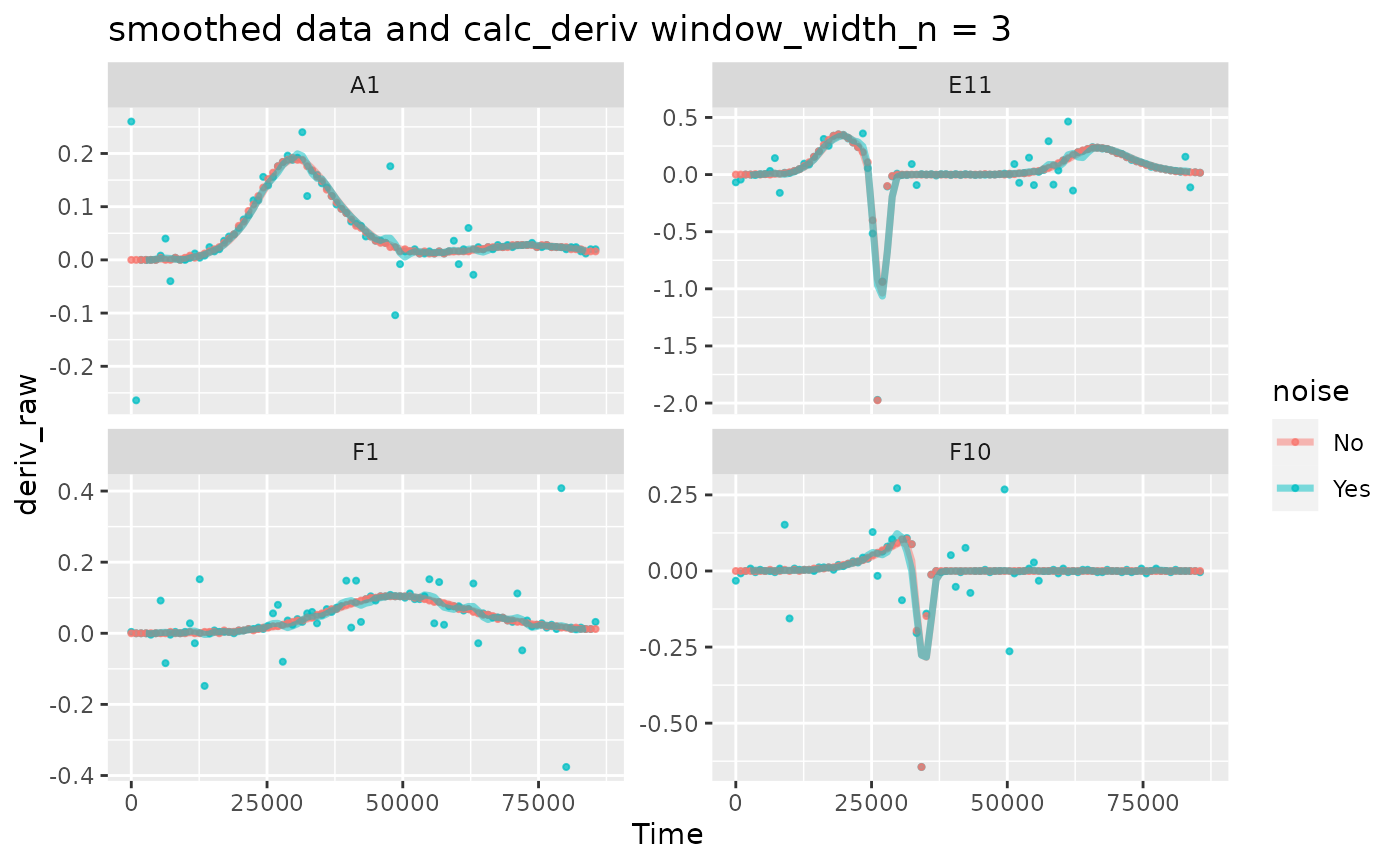 smoothed data and calc_deriv window_width_n = 3
A1
E11
0.2
0.1
0.0
-0.1
-0.2
0.5
0.0
-0.5
-1.0
-1.5
-2.0
F1
F10
0.4
0.2
0.0
-0.2
-0.4
0.25
0.00
-0.25
-0.50
0 25000 50000 75000
0 25000 50000 75000
Time
deriv_raw
noise
No
Yes